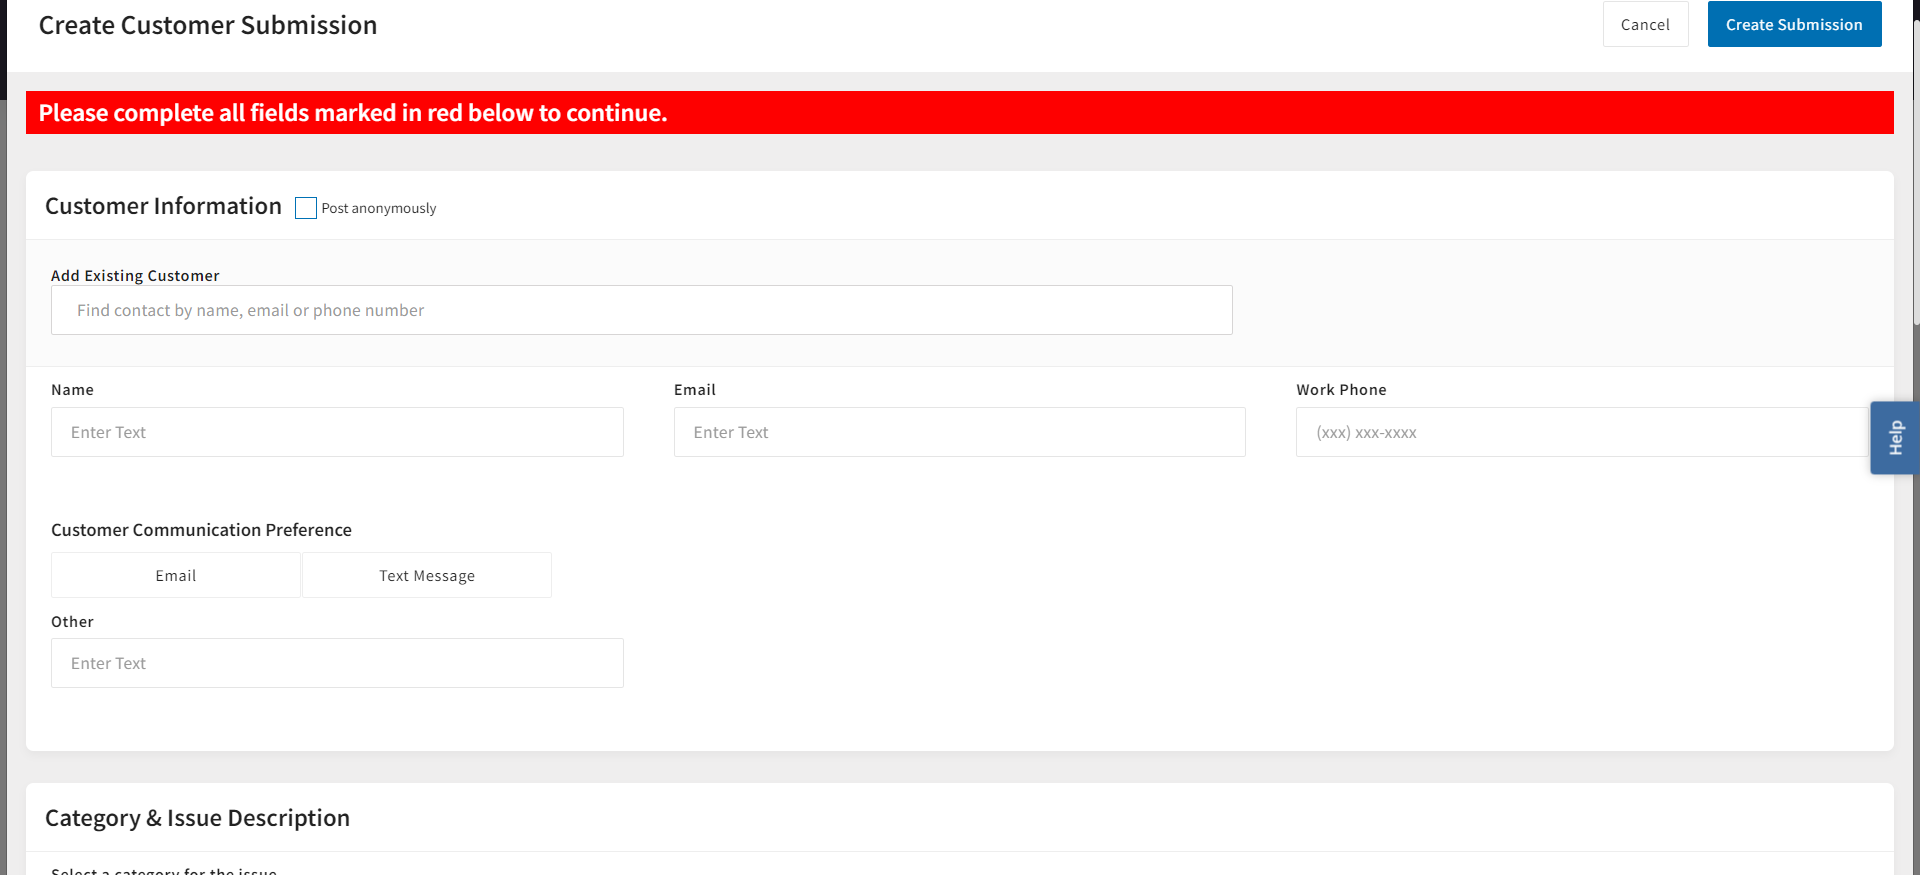 Create Customer Submission
Cancel
Create Submission
Please complete all fields marked in red below to continue.
Customer Information
Post anonymously
Add Existing Customer
Find contact by name, email or phone number
Name
Email
Work Phone
Enter Text
Enter Text
(xxx) xxx-xxxx
Help
Customer Communication Preference
Email
Text Message
Other
Enter Text
Category & Issue Description
Select a category for the issue